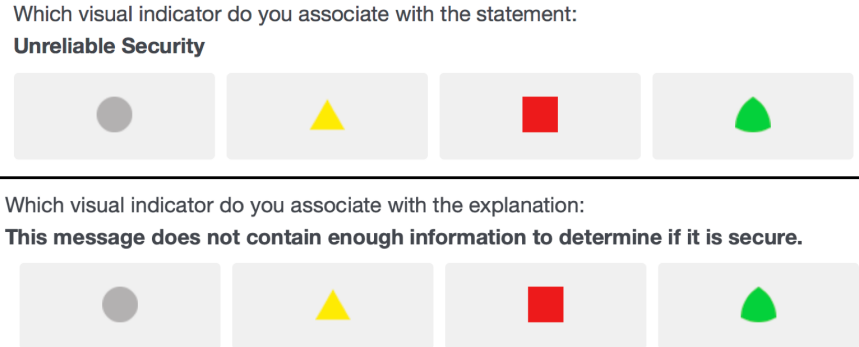 Which visual indicator do you associate with the statement:
Unreliable Security
Which visual indicator do you associate with the explanation:
This message does not contain enough information to determine if it is secure.